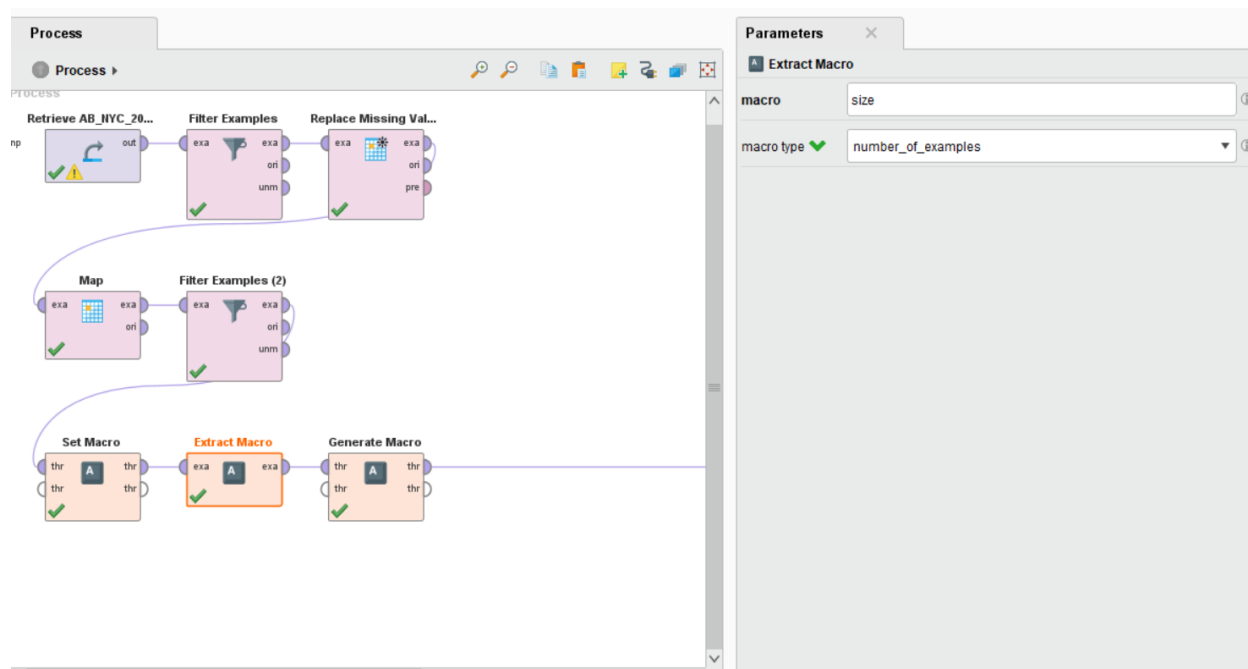 Process
Process
Process
Retrieve AB_NYC_20...
Filter Examples
Replace Missing Val...
np
out
exa
exa
ori
unm
exa
exa
ori
pre
Map
Filter Examples (2)
exa
exa
ori
exa
exa
ori
unm
Set Macro
Extract Macro
Generate Macro
thr
A
thr
thr
thr
exa
A
exa
thr
A
thr
thr
thr
Parameters
A Extract Macro
macro
size
macro type
number_of_examples